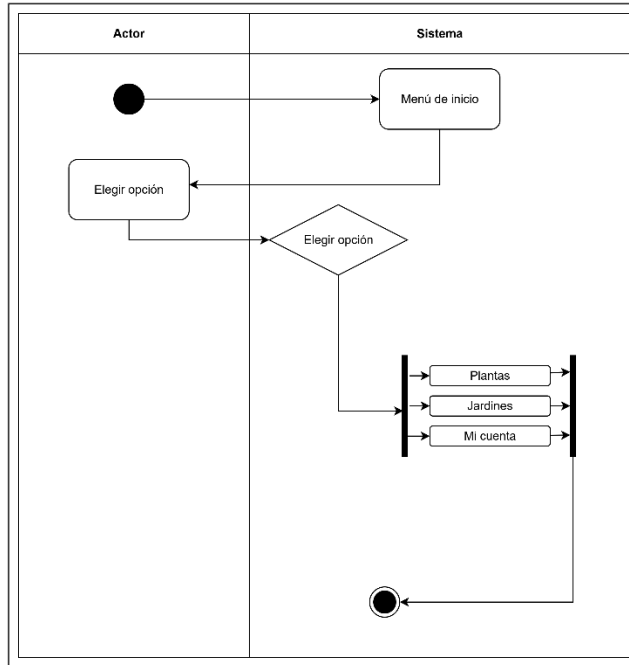 Actor
Sistema
Menú de inicio
Elegir opción
Elegir opción
Plantas
Jardines
Mi cuenta